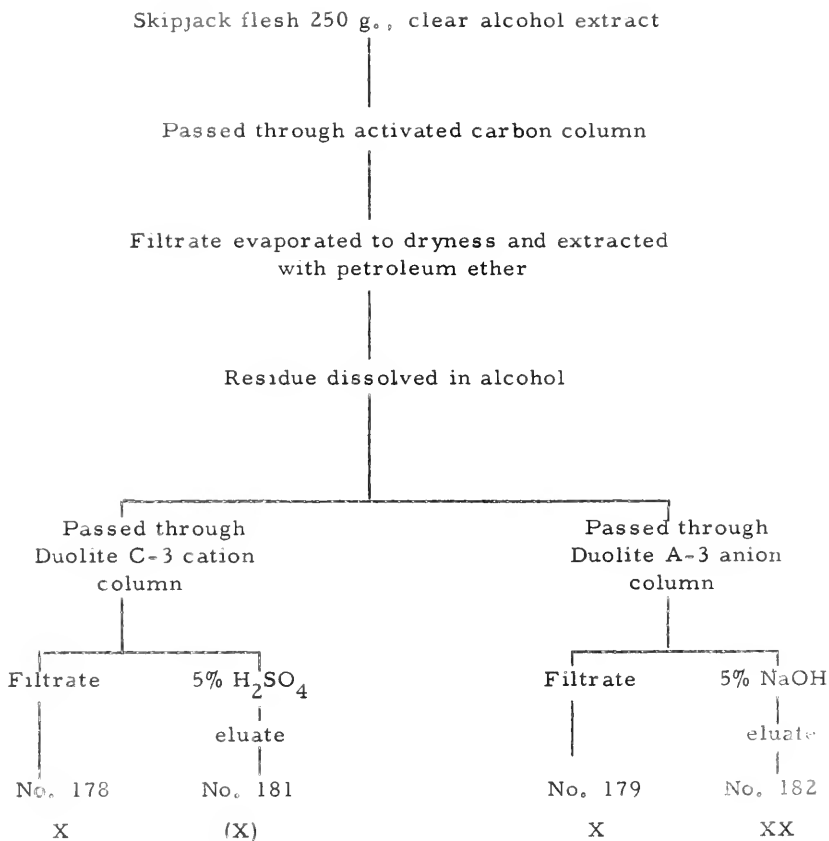 Skipjack flesh 250 g., clear alcohol extract
Passed through activated carbon column
Filtrate evaporated to dryness and extracted
with petroleum ether
Residue dissolved in alcohol
Passed through
Duolite C-3 cation
column
Passed through
Duolite A-3 anion
column
Filtrate
5% H₂SO₄
eluate
Filtrate
5% NaOH
eluate
No. 178
No. 181
No. 179
No. 182
X
(X)
X
XX